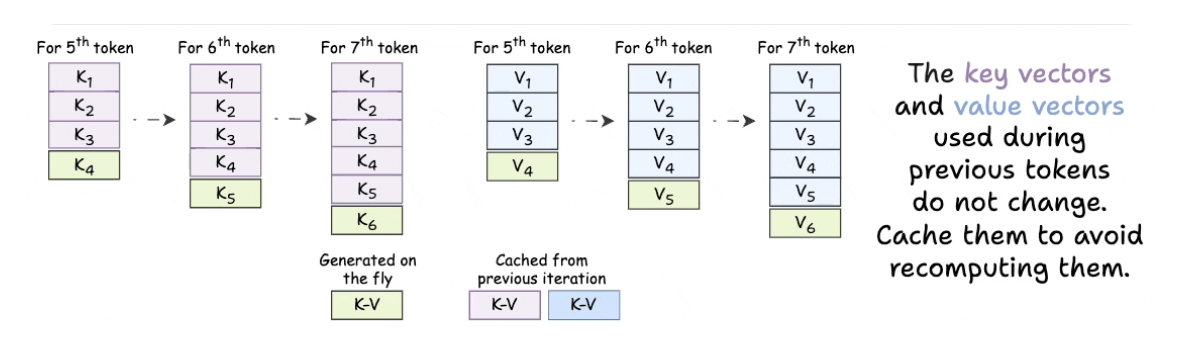 For 5th token
K1
K2
K3
K4
For 6th token
K1
K2
K3
K4
K5
For 7th token
K1
K2
K3
K4
K5
K6
For 5th token
V1
V2
V3
V4
For 6th token
V1
V2
V3
V4
V5
For 7th token
V1
V2
V3
V4
V5
V6
The key vectors
and value vectors
used during
previous tokens
do not change.
Cache them to avoid
recomputing them.
Generated on
the fly
K-V
Cached from
previous iteration
K-V K-V